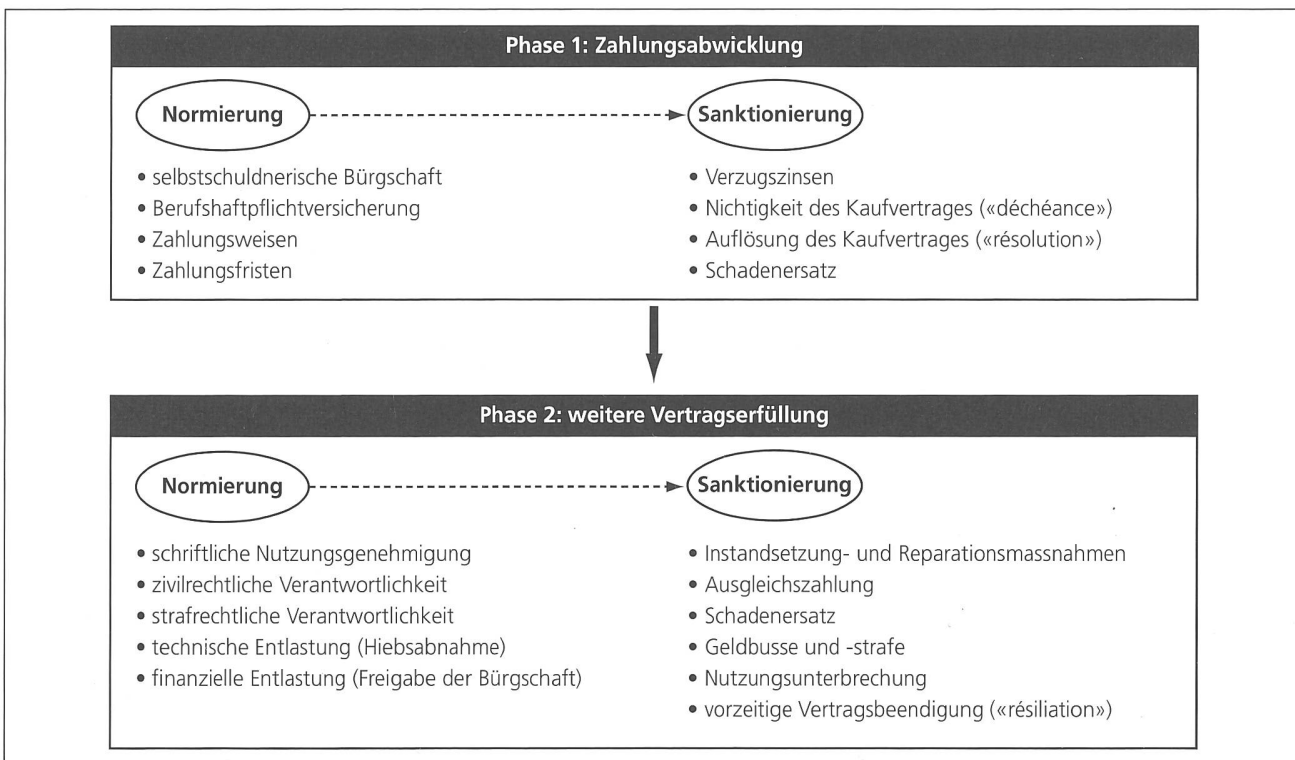 Phase 1: Zahlungsabwicklung
Normierung
Sanktionierung
• selbstschuldnerische Bürgschaft
• Berufshaftpflichtversicherung
• Zahlungsweisen
• Zahlungsfristen
• Verzugszinsen
• Nichtigkeit des Kaufvertrages («déchéance»)
• Auflösung des Kaufvertrages («résolution»)
• Schadenersatz
Phase 2: weitere Vertragserfüllung
Normierung
Sanktionierung
• schriftliche Nutzungsgenehmigung
• zivilrechtliche Verantwortlichkeit
• strafrechtliche Verantwortlichkeit
• technische Entlastung (Hiebsabnahme)
• finanzielle Entlastung (Freigabe der Bürgschaft)
• Instandsetzung- und Reparationsmassnahmen
• Ausgleichszahlung
• Schadenersatz
• Geldbusse und -strafe
• Nutzungsunterbrechung
• vorzeitige Vertragsbeendigung («résiliation»)